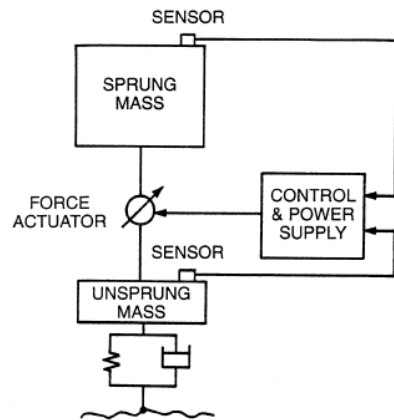 SENSOR
SPRUNG
MASS
FORCE
ACTUATOR
CONTROL
& POWER
SUPPLY
SENSOR
UNSPRUNG
MASS